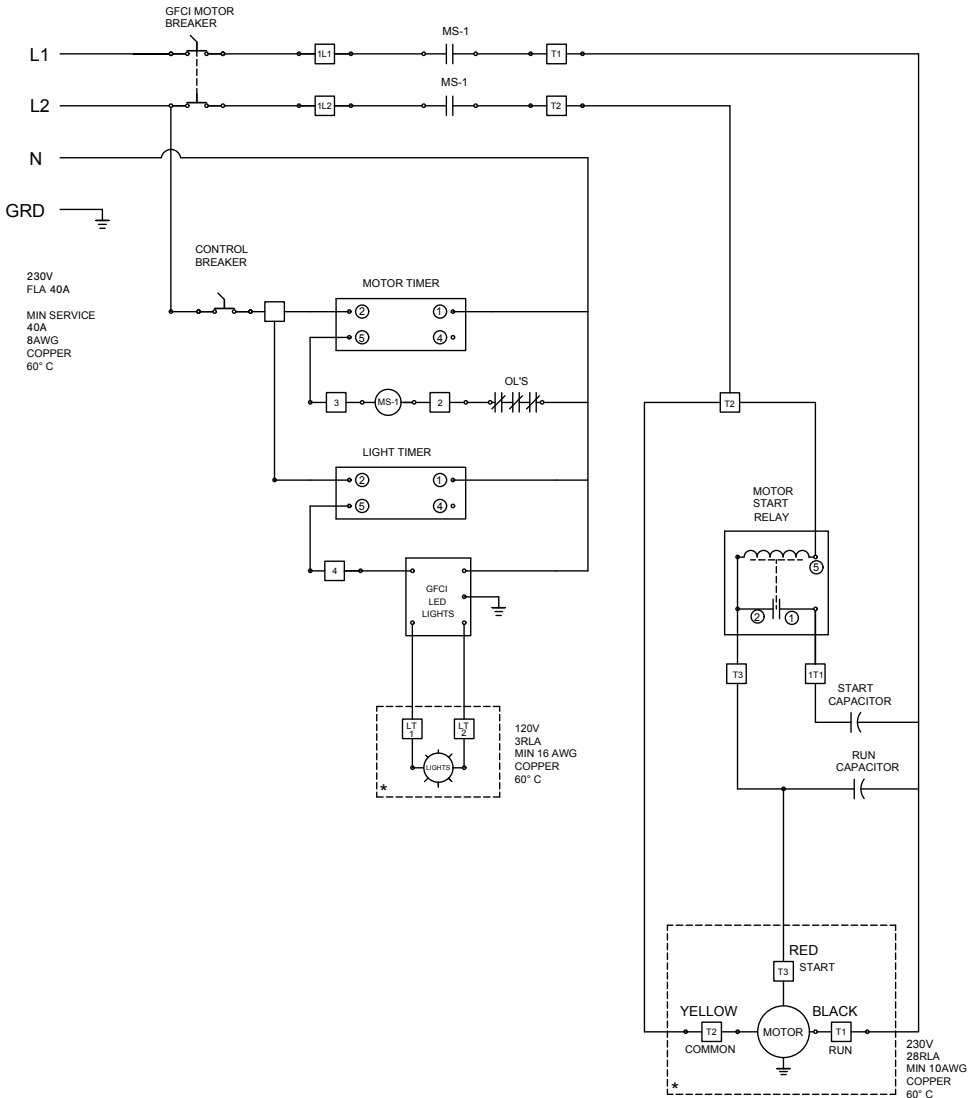 GFCI MOTOR
BREAKER
L1
1L1
MS-1
T1
L2
1L2
MS-1
T2
N
GRD
230V
FLA 40A
MIN SERVICE
40A
8AWG
COPPER
60° C
CONTROL
BREAKER
MOTOR TIMER
2
1
5
4
3
MS-1
2
OL'S
LIGHT TIMER
2
1
5
4
4
GFCI
LED
LIGHTS
LT
1
LT
2
LIGHTS
*
120V
3RLA
MIN 16 AWG
COPPER
60° C
T2
MOTOR
START
RELAY
5
2
1
T3
1T1
START
CAPACITOR
RUN
CAPACITOR
RED
T3
START
YELLOW
T2
COMMON
MOTOR
BLACK
T1
RUN
*
230V
28RLA
MIN 10AWG
COPPER
60° C